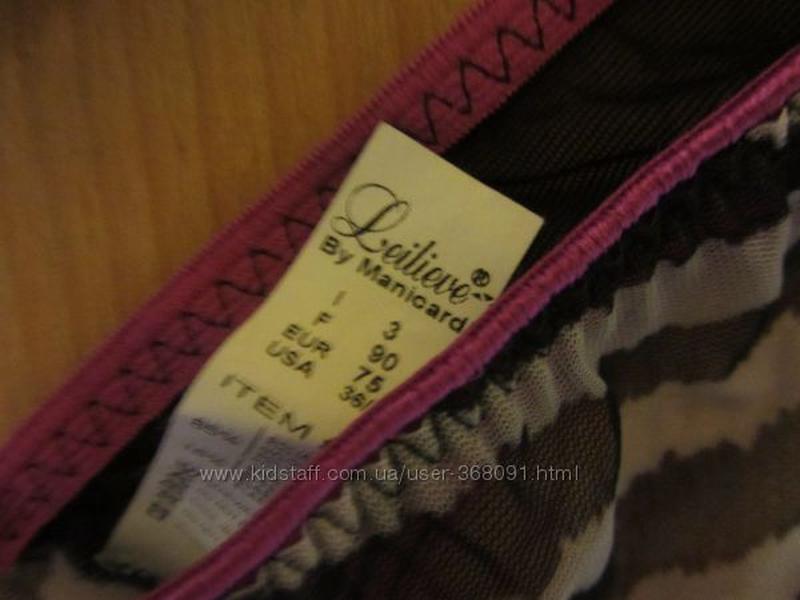 Leilieve®
By Manicardi
I 3
F 90
EUR 75
USA 36/
ITEM
www.kidstaff.com.ua/user-368091.html